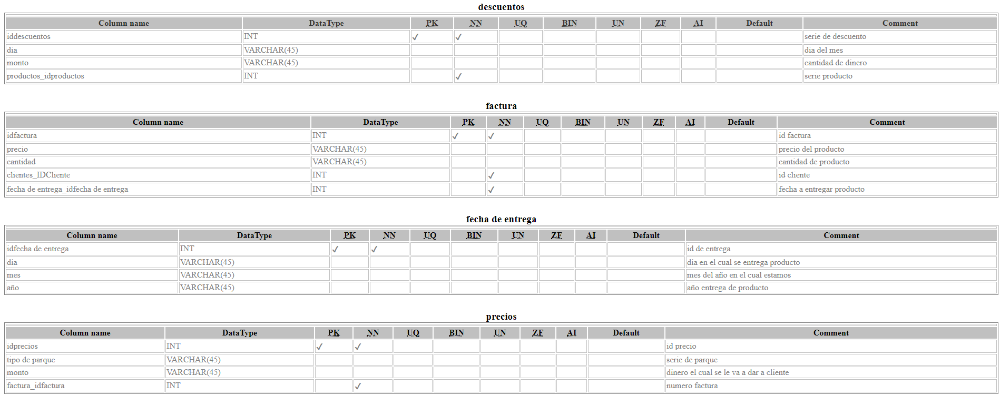 descuentos
Column name DataType PK NN UQ BIN UN ZF AI Default Comment
iddescuentos INT ✓ ✓ serie de descuento
dia VARCHAR(45) dia del mes
monto VARCHAR(45) cantidad de dinero
productos_idproductos INT ✓ serie producto
factura
Column name DataType PK NN UQ BIN UN ZF AI Default Comment
idfactura INT ✓ ✓ id factura
precio VARCHAR(45) precio del producto
cantidad VARCHAR(45) cantidad de producto
clientes_IDCliente INT ✓ id cliente
fecha de entrega_idfecha de entrega INT ✓ fecha a entregar producto
fecha de entrega
Column name DataType PK NN UQ BIN UN ZF AI Default Comment
idfecha de entrega INT ✓ ✓ id de entrega
dia VARCHAR(45) dia en el cual se entrega producto
mes VARCHAR(45) mes del año en el cual estamos
año VARCHAR(45) año entrega de producto
precios
Column name DataType PK NN UQ BIN UN ZF AI Default Comment
idprecios INT ✓ ✓ id precio
tipo de parque VARCHAR(45) serie de parque
monto VARCHAR(45) dinero el cual se le va a dar a cliente
factura_idfactura INT ✓ numero factura